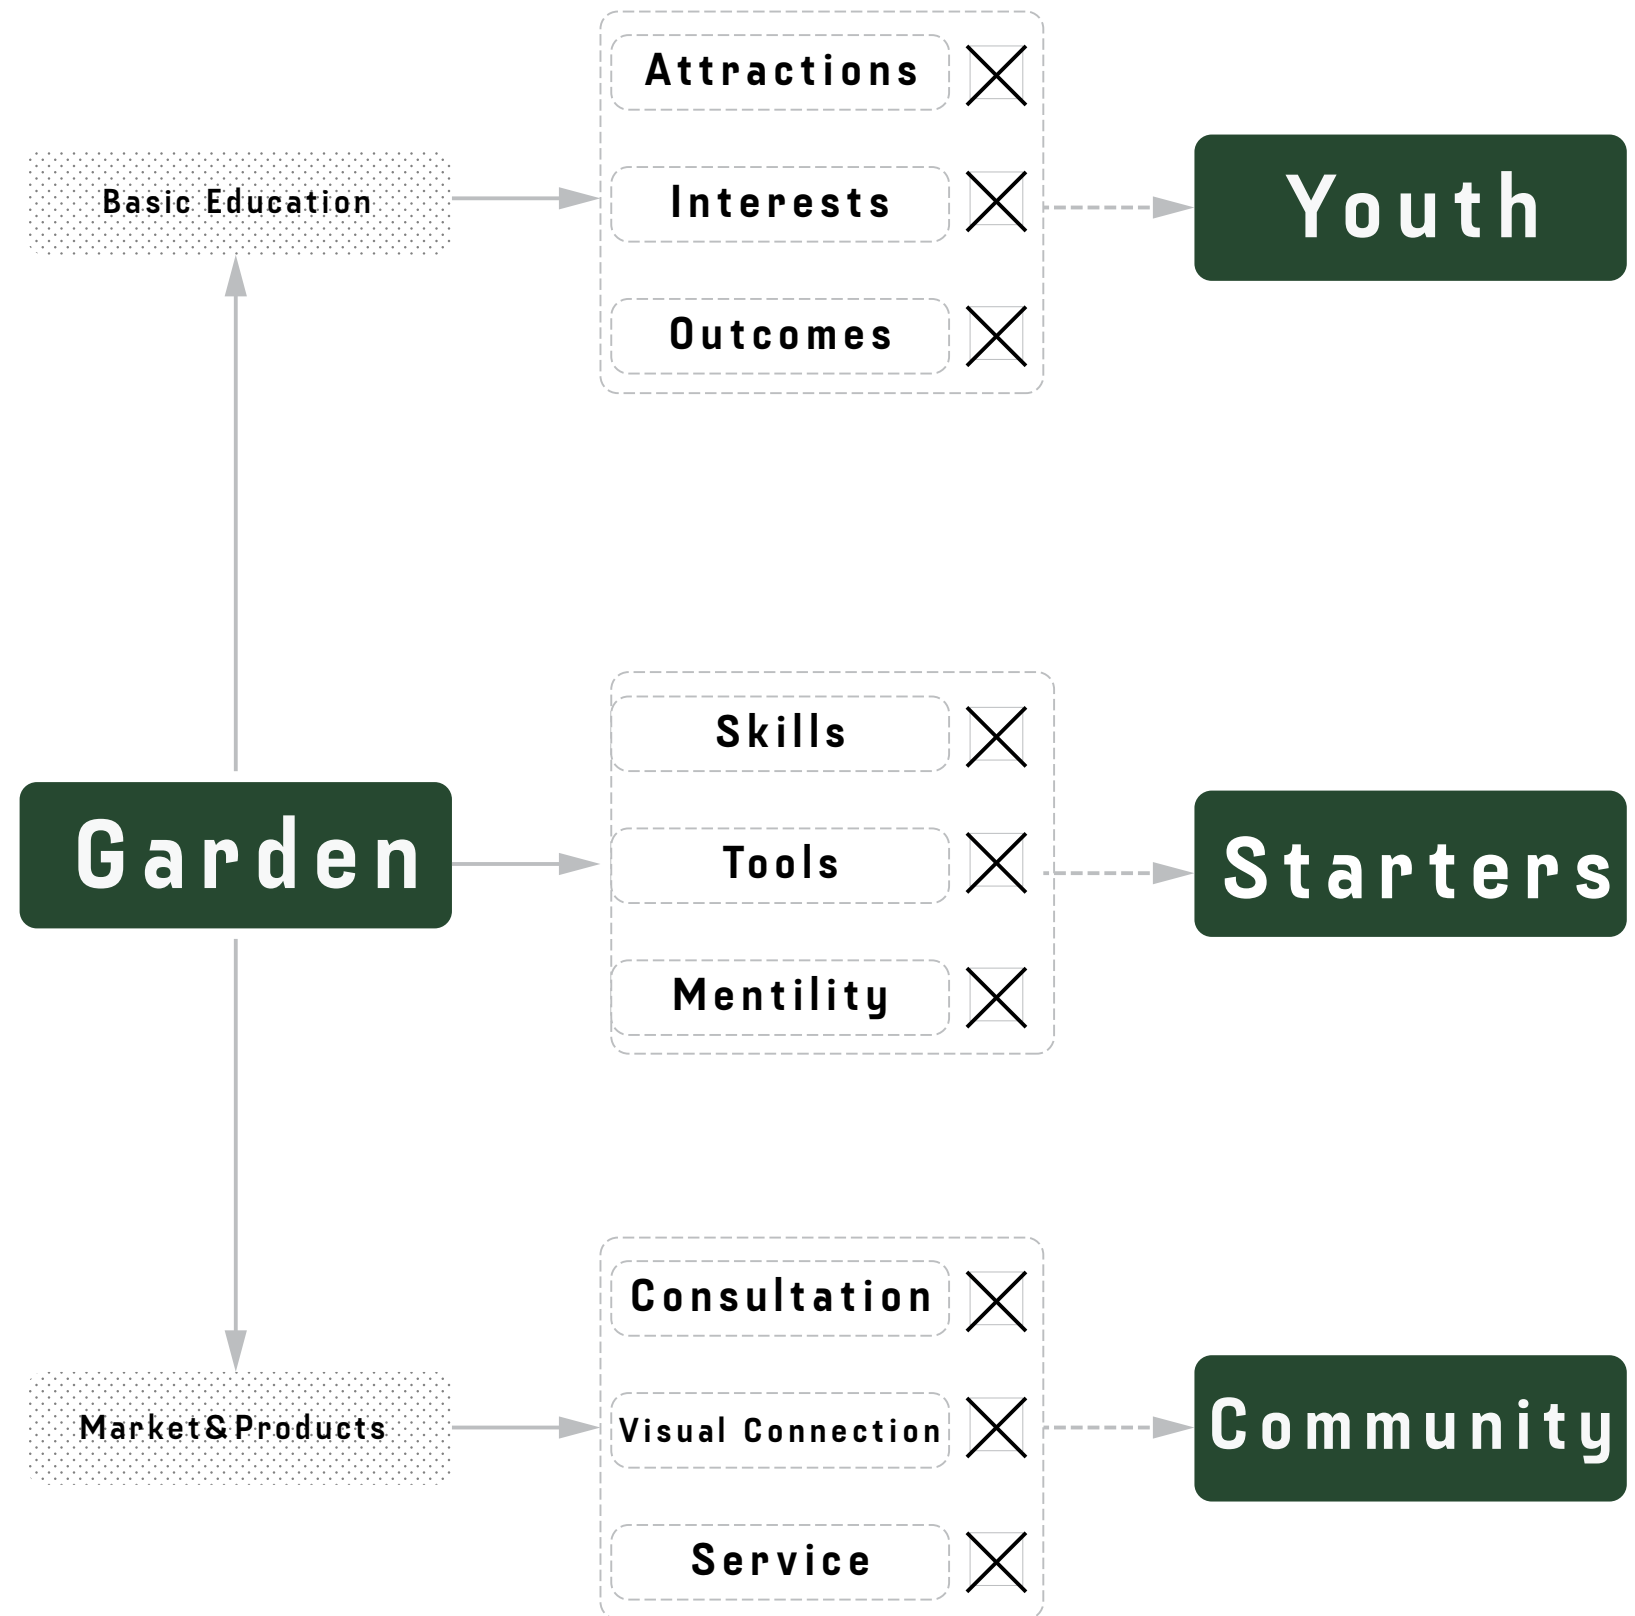 Attractions
Basic Education
Interests
Youth
Outcomes
Skills
Garden
Tools
Starters
Mentility
Consultation
Market&Products
Visual Connection
Community
Service